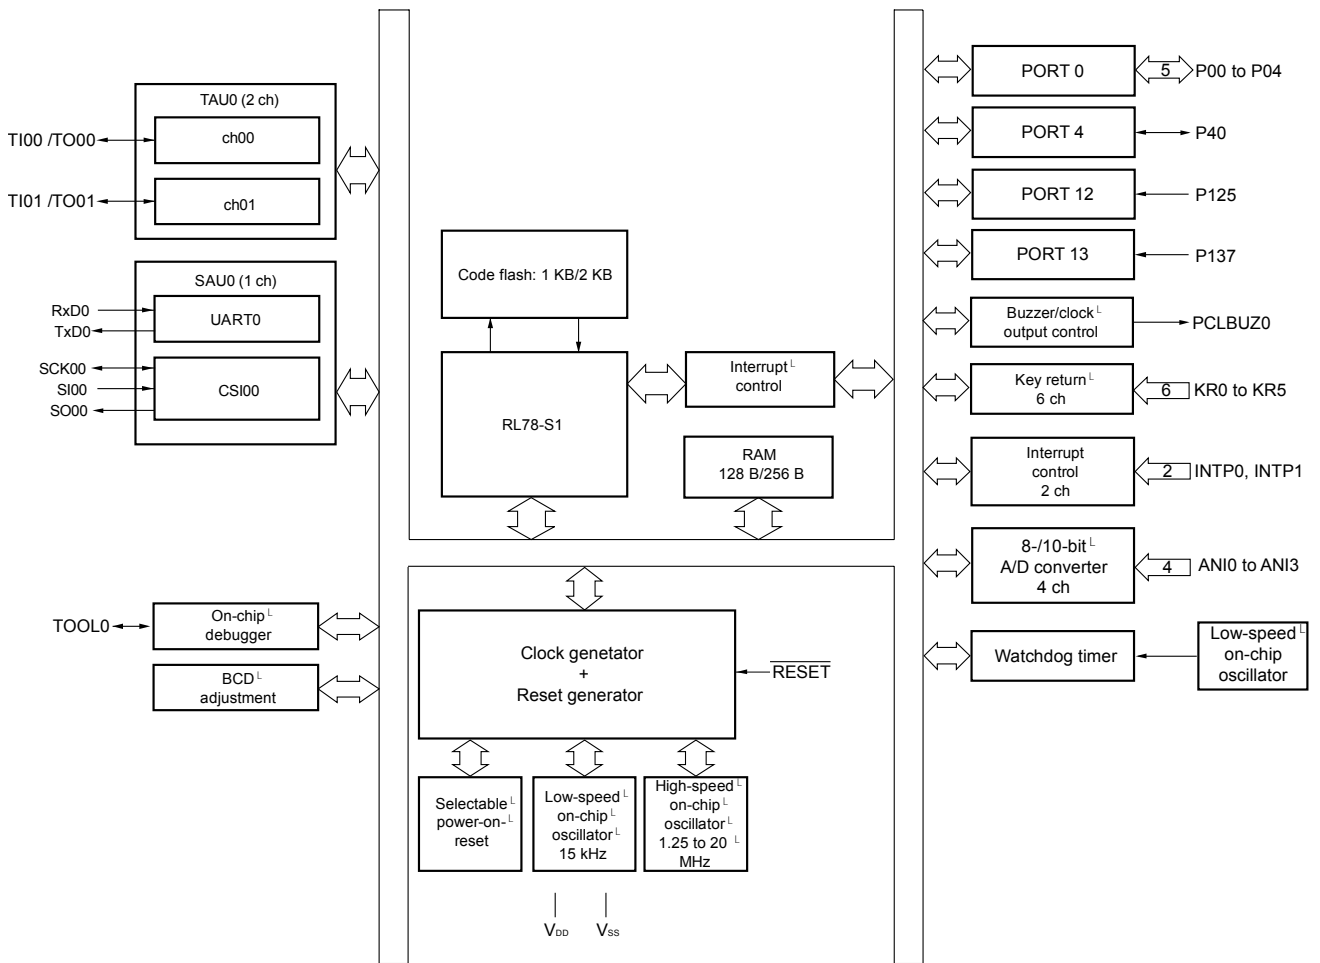 TAU0 (2 ch)
ch00
TI00 /TO00
ch01
TI01 /TO01
SAU0 (1 ch)
UART0
RxD0
TxD0
CSI00
SCK00
SI00
SO00
On-chip
debugger
TOOL0
BCD
adjustment
Code flash: 1 KB/2 KB
RL78-S1
Interrupt
control
RAM
128 B/256 B
Clock genetator
+
Reset generator
RESET
Selectable
power-on-
reset
Low-speed
on-chip
oscillator
15 kHz
High-speed
on-chip
oscillator
1.25 to 20
MHz
VDD
VSS
PORT 0
5
P00 to P04
PORT 4
P40
PORT 12
P125
PORT 13
P137
Buzzer/clock
output control
PCLBUZ0
Key return
6 ch
6
KR0 to KR5
Interrupt
control
2 ch
2
INTP0, INTP1
8-/10-bit
A/D converter
4 ch
4
ANI0 to ANI3
Watchdog timer
Low-speed
on-chip
oscillator